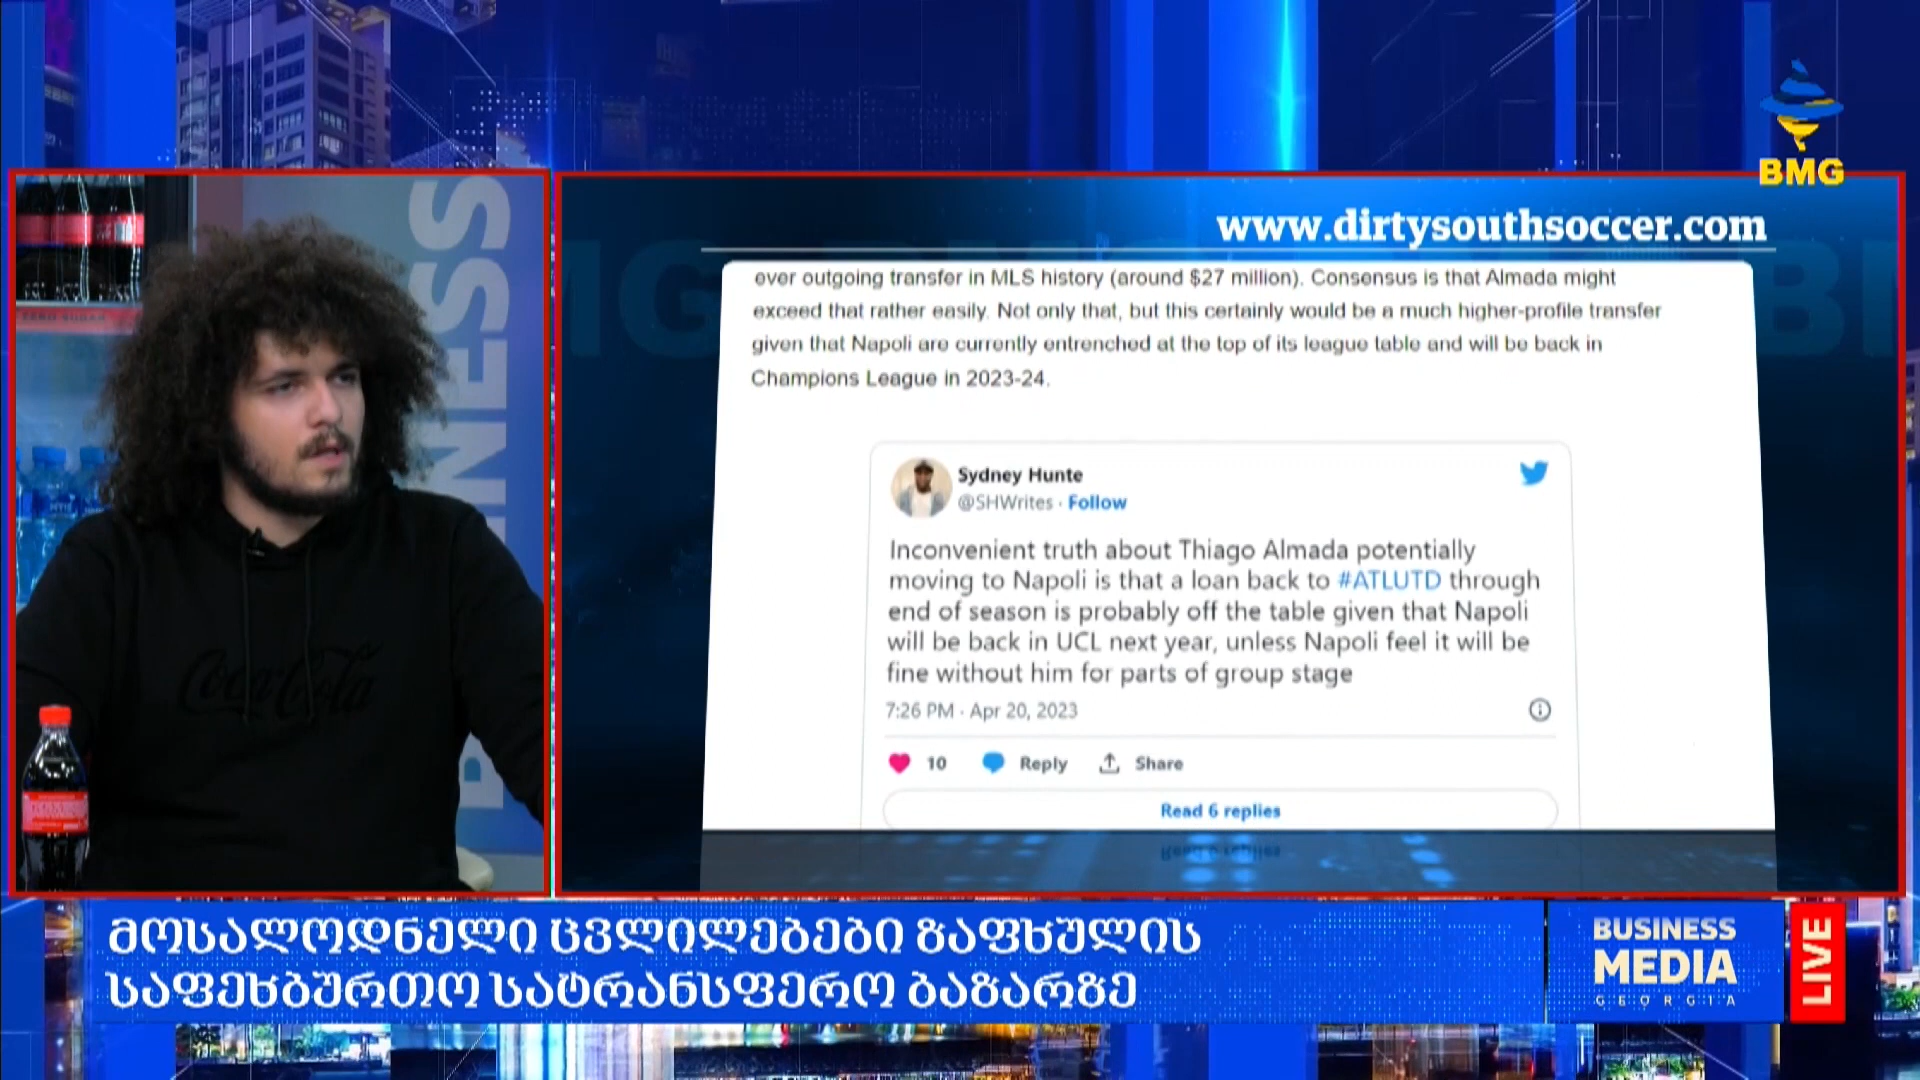 BMG
www.dirtysouthsoccer.com
ever outgoing transfer in MLS history (around $27 million). Consensus is that Almada might
exceed that rather easily. Not only that, but this certainly would be a much higher-profile transfer
given that Napoli are currently entrenched at the top of its league table and will be back in
Champions League in 2023-24.
Sydney Hunte
@SHWrites · Follow
Inconvenient truth about Thiago Almada potentially
moving to Napoli is that a loan back to #ATLUTD through
end of season is probably off the table given that Napoli
will be back in UCL next year, unless Napoli feel it will be
fine without him for parts of group stage
7:26 PM · Apr 20, 2023
10 Reply Share
Read 6 replies
Coca-Cola
ZERO SUGAR
მოსალოდნელი ცვლილებები ზაფხულის
საფეხბურთო სატრანსფერო ბაზარზე
BUSINESS
MEDIA
GEORGIA
LIVE